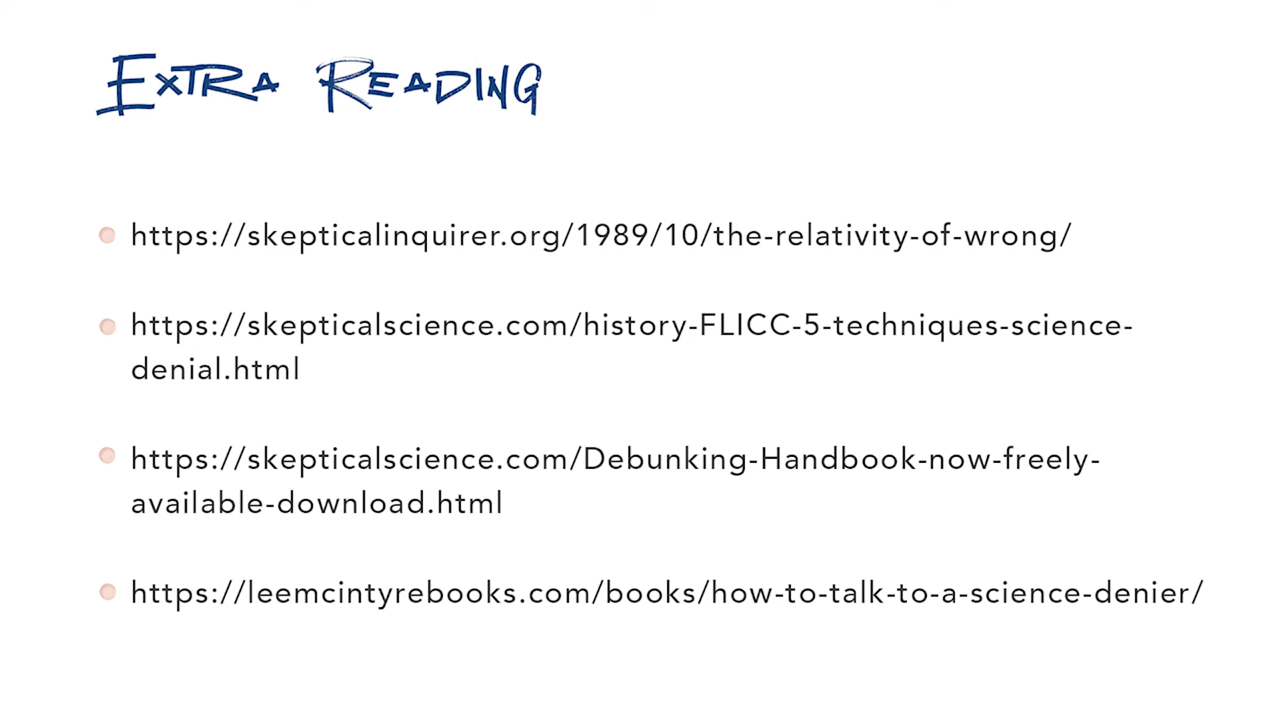 EXTRA READING
https://skepticalinquirer.org/1989/10/the-relativity-of-wrong/
https://skepticalscience.com/history-FLICC-5-techniques-science-
denial.html
https://skepticalscience.com/Debunking-Handbook-now-freely-
available-download.html
https://leemcintyrebooks.com/books/how-to-talk-to-a-science-denier/